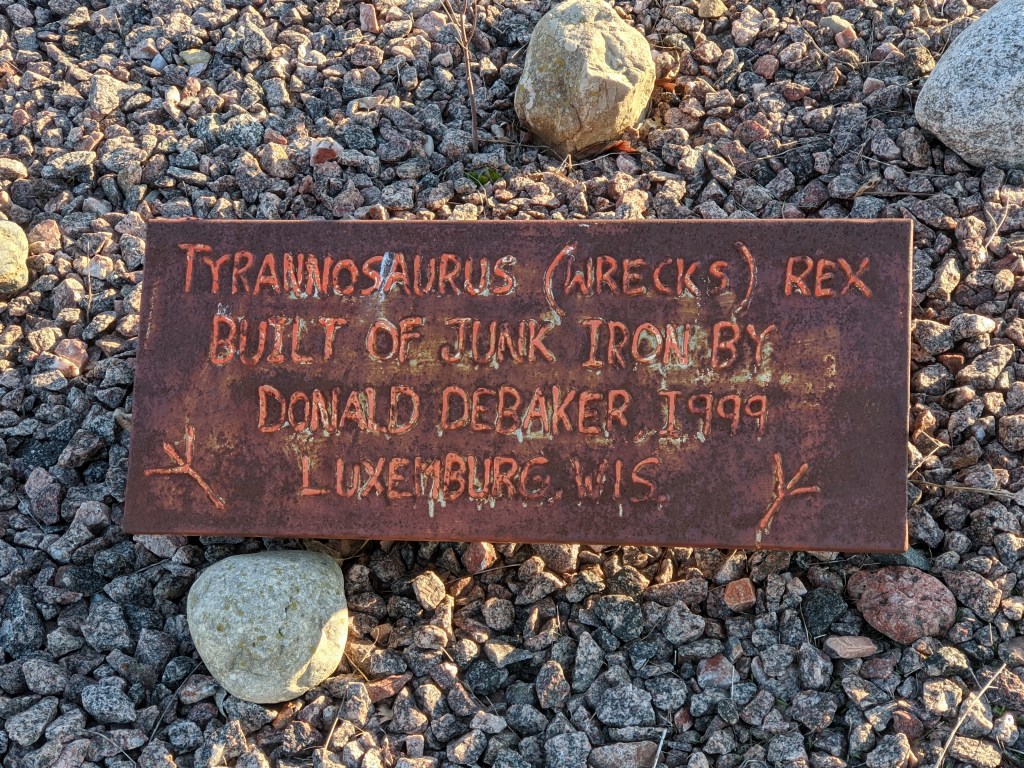 TYRANNOSAURUS (WRECKS) REX
BUILT OF JUNK IRON BY
DONALD DEBAKER 1999
LUXEMBURG, WIS.